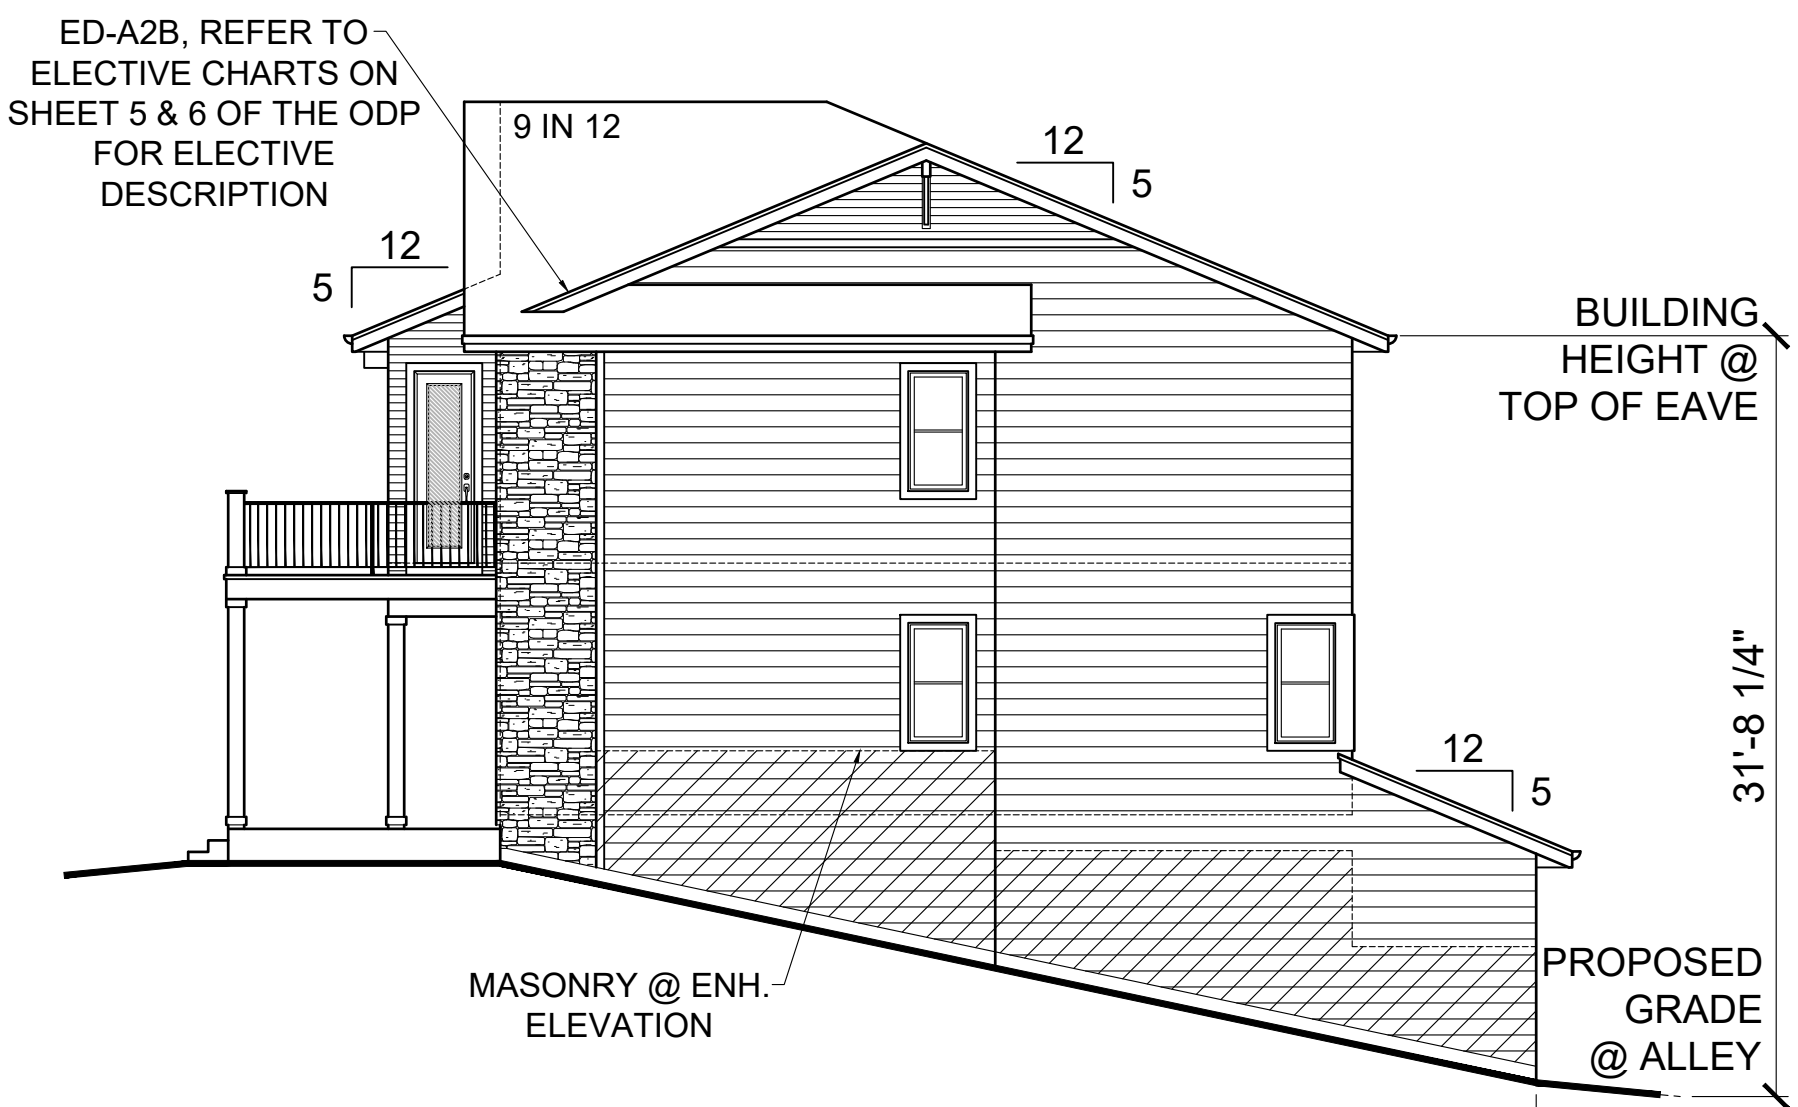 ED-A2B, REFER TO
ELECTIVE CHARTS ON
SHEET 5 & 6 OF THE ODP
FOR ELECTIVE
DESCRIPTION
9 IN 12
12
5
12
5
BUILDING
HEIGHT @
TOP OF EAVE
31'-8 1/4"
12
5
MASONRY @ ENH.
ELEVATION
PROPOSED
GRADE
@ ALLEY